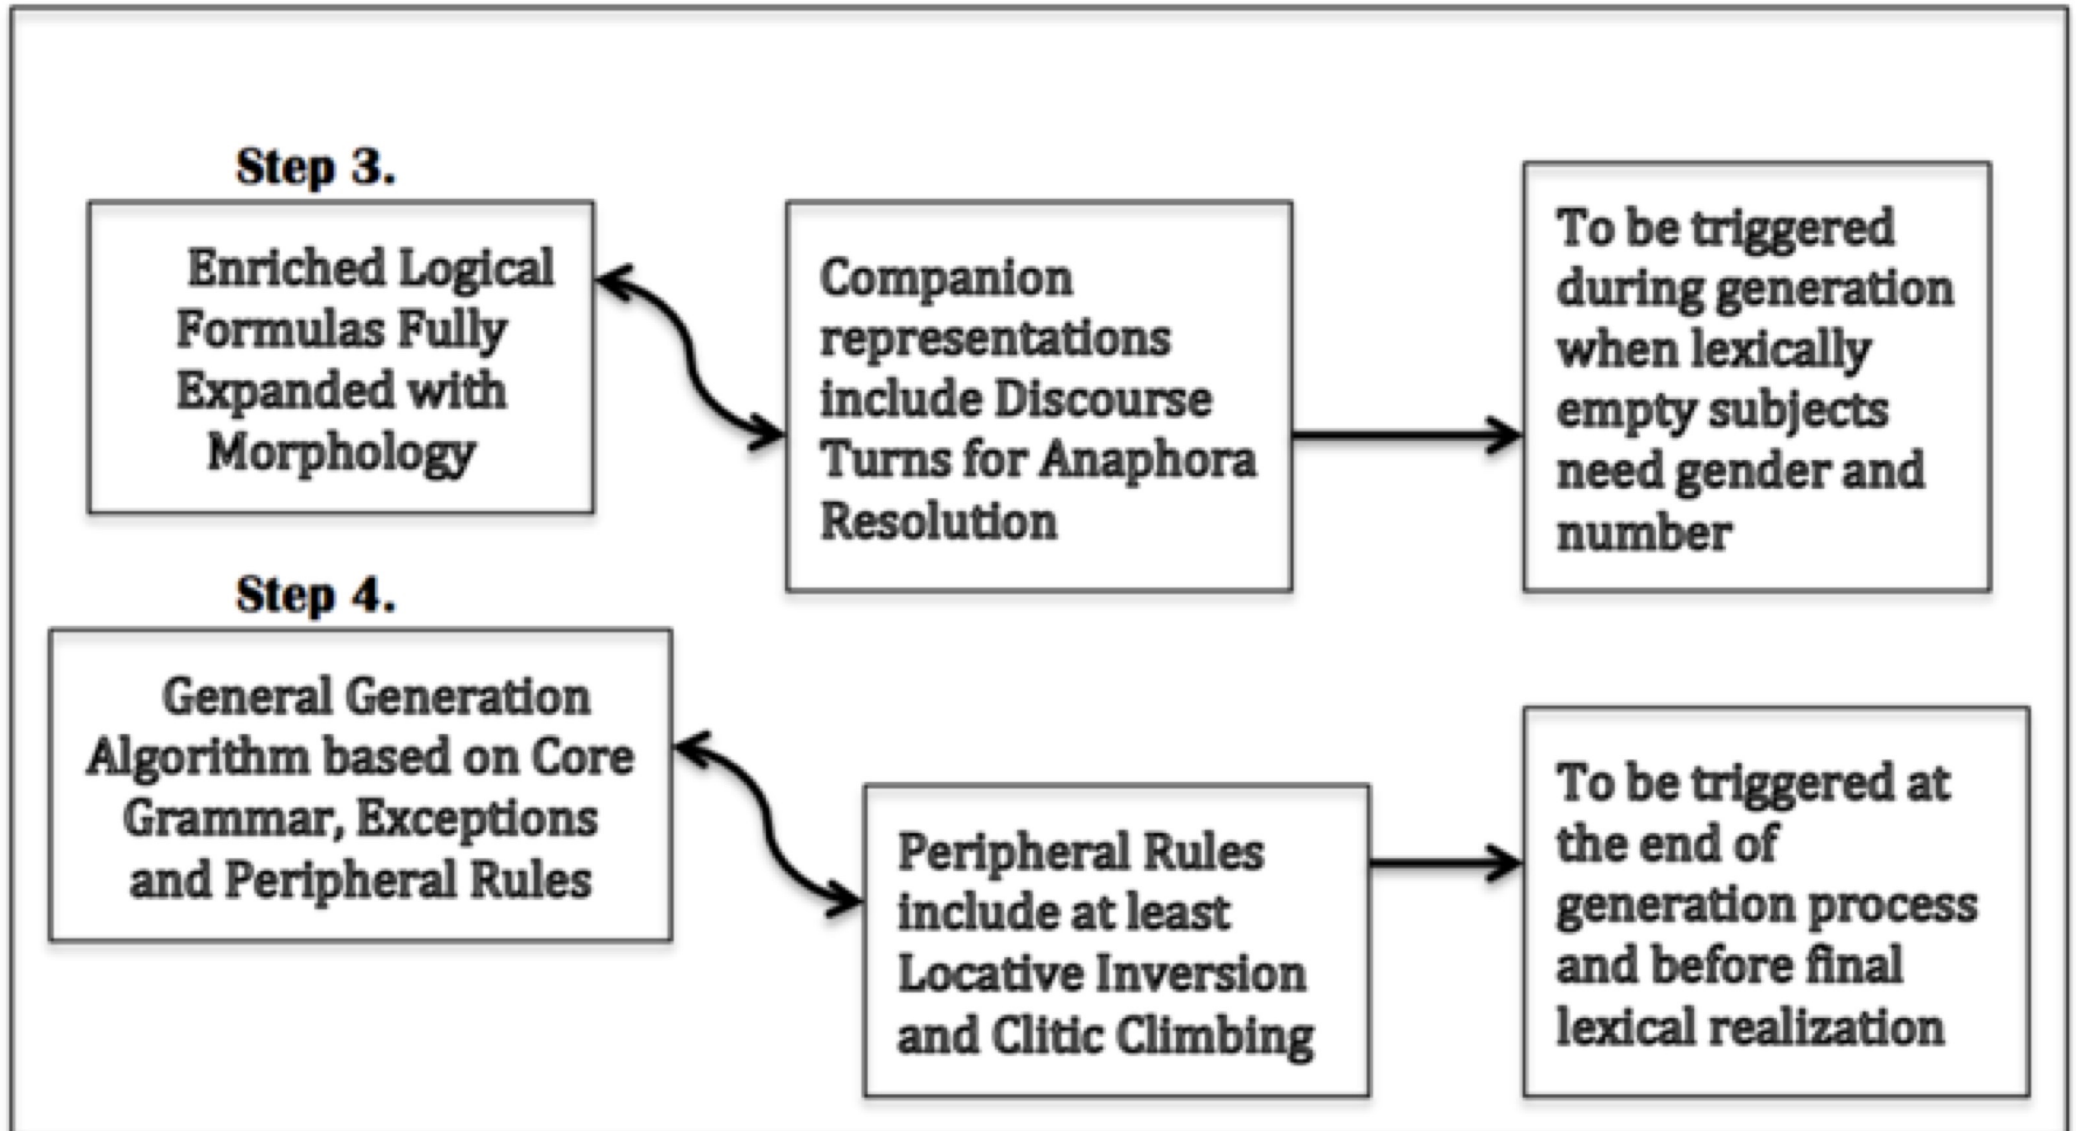 Step 3.
Enriched Logical
Formulas Fully
Expanded with
Morphology
Companion
representations
include Discourse
Turns for Anaphora
Resolution
To be triggered
during generation
when lexically
empty subjects
need gender and
number
Step 4.
General Generation
Algorithm based on Core
Grammar, Exceptions
and Peripheral Rules
Peripheral Rules
include at least
Locative Inversion
and Clitic Climbing
To be triggered at
the end of
generation process
and before final
lexical realization